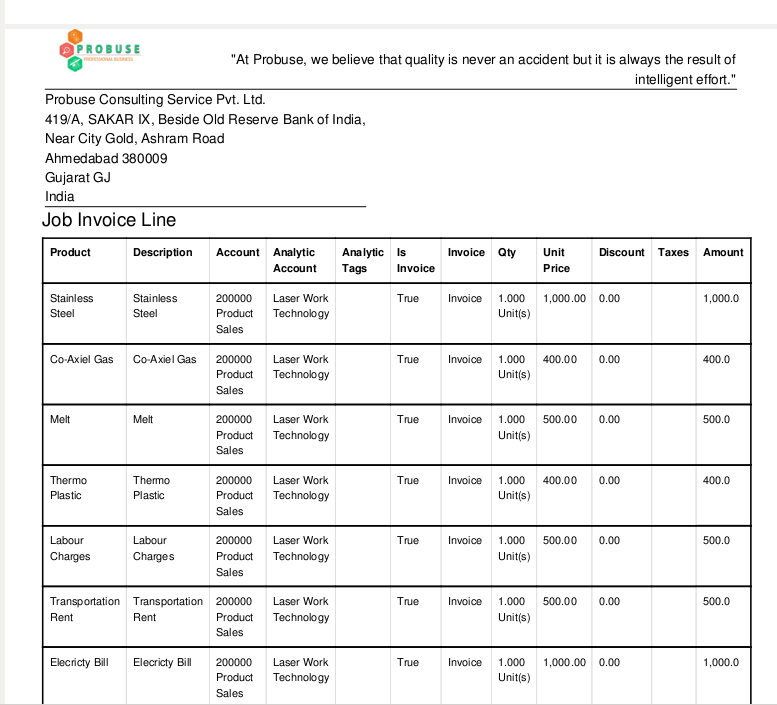 PROBUSE
PROFESSIONAL BUSINESS
"At Probuse, we believe that quality is never an accident but it is always the result of
intelligent effort."
Probuse Consulting Service Pvt. Ltd.
419/A, SAKAR IX, Beside Old Reserve Bank of India,
Near City Gold, Ashram Road
Ahmedabad 380009
Gujarat GJ
India
Job Invoice Line
Product Description Account Analytic Analytic Is Invoice Qty Unit Discount Taxes Amount
Account Tags Invoice Price
Stainless Stainless 200000 Laser Work True Invoice 1.000 1,000.00 0.00 1,000.0
Steel Steel Product Technology Unit(s)
Sales
Co-Axiel Gas Co-Axiel Gas 200000 Laser Work True Invoice 1.000 400.00 0.00 400.0
Product Technology Unit(s)
Sales
Melt Melt 200000 Laser Work True Invoice 1.000 500.00 0.00 500.0
Product Technology Unit(s)
Sales
Thermo Thermo 200000 Laser Work True Invoice 1.000 400.00 0.00 400.0
Plastic Plastic Product Technology Unit(s)
Sales
Labour Labour 200000 Laser Work True Invoice 1.000 500.00 0.00 500.0
Charges Charges Product Technology Unit(s)
Sales
Transportation Transportation 200000 Laser Work True Invoice 1.000 500.00 0.00 500.0
Rent Rent Product Technology Unit(s)
Sales
Elecricty Bill Elecricty Bill 200000 Laser Work True Invoice 1.000 1,000.00 0.00 1,000.0
Product Technology Unit(s)
Sales